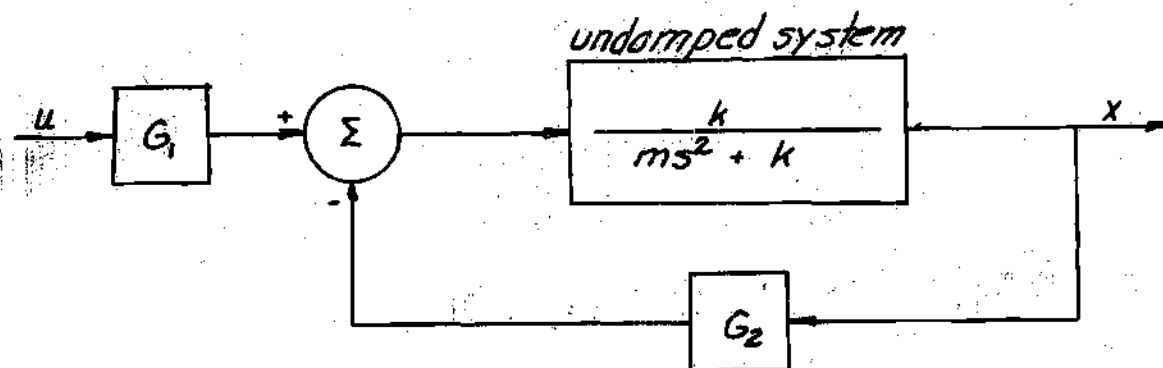 undamped system
u
G₁
+
Σ
-
k
ms² + k
x
G₂